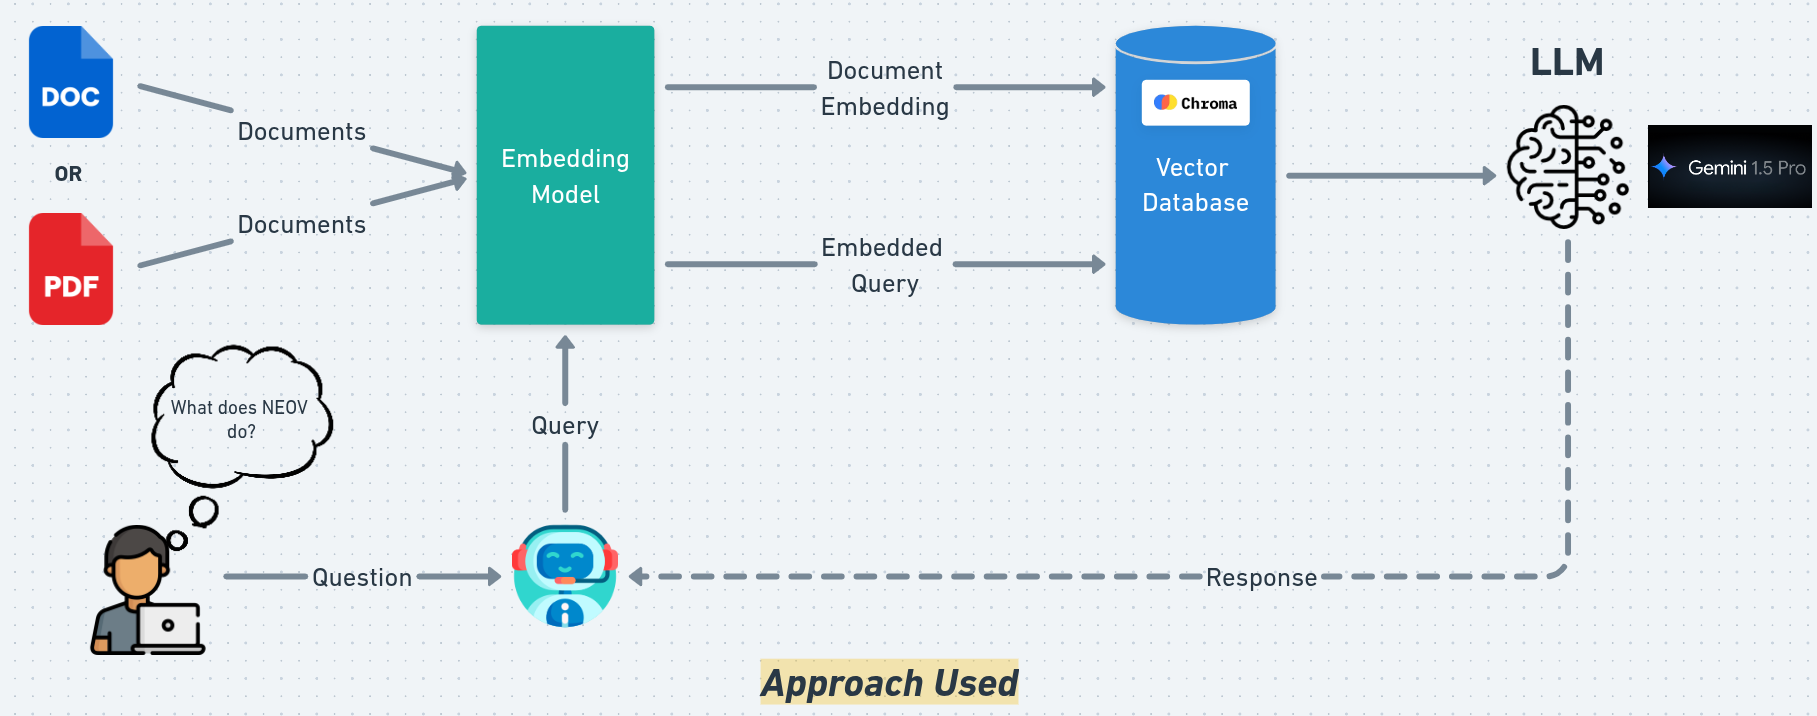 DOC
OR
PDF
Documents
Documents
Embedding
Model
Document
Embedding
Embedded
Query
Chroma
Vector
Database
LLM
Gemini 1.5 Pro
What does NEOV
do?
Query
Question
Response
Approach Used